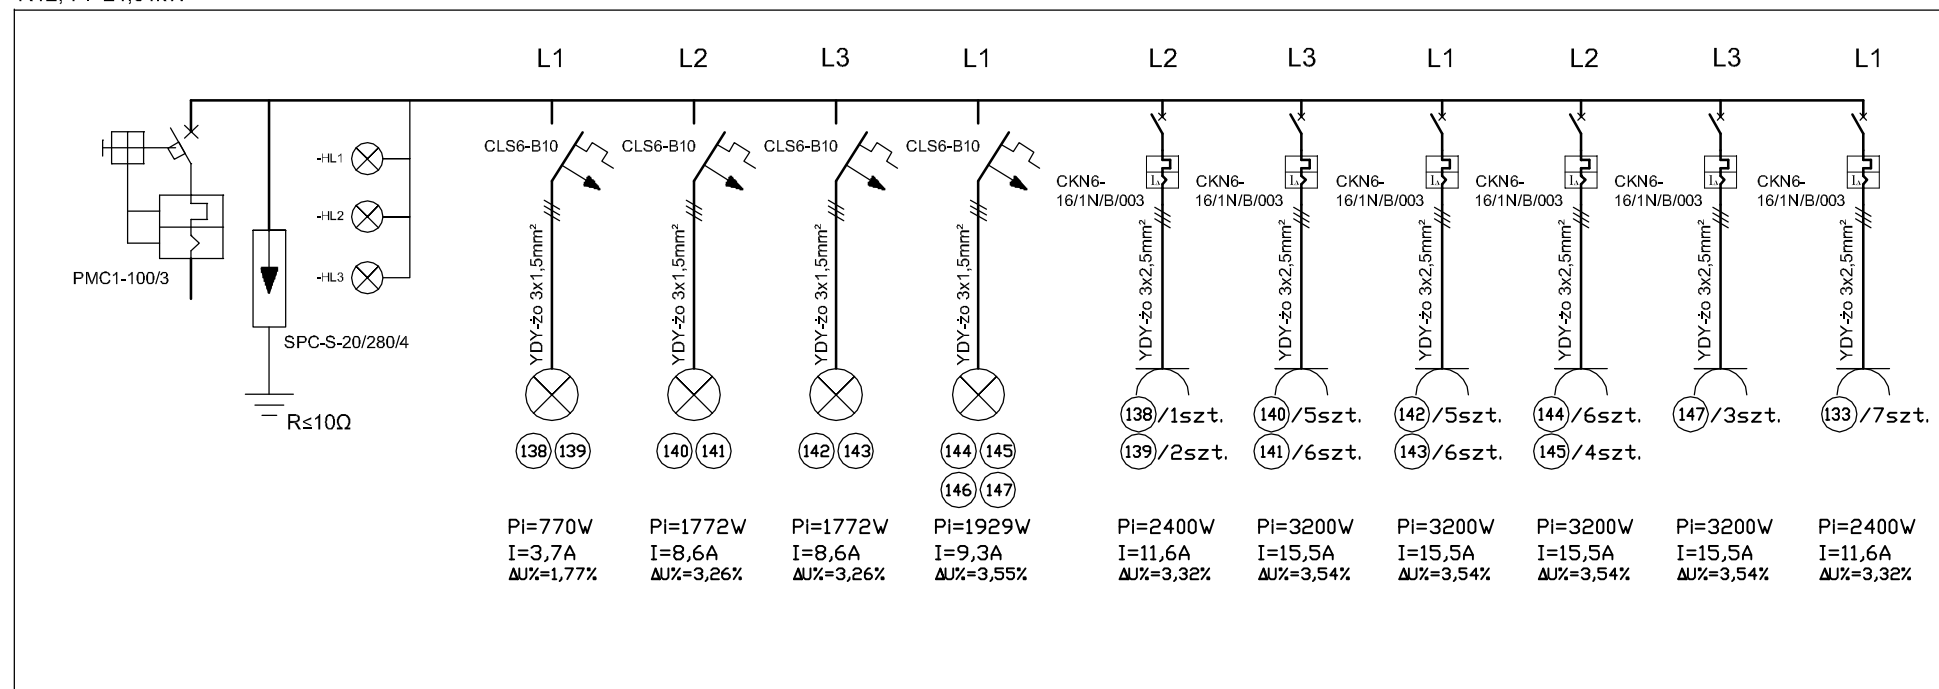 L1 L2 L3 L1 L2 L3 L1 L2 L3 L1
CLS6-B10 CLS6-B10 CLS6-B10 CLS6-B10
-HL1
-HL2
-HL3
CKN6-
16/1N/B/003
CKN6-
16/1N/B/003
CKN6-
16/1N/B/003
CKN6-
16/1N/B/003
CKN6-
16/1N/B/003
CKN6-
16/1N/B/003
PMC1-100/3
SPC-S-20/280/4
R≤10Ω
YDY-żo 3x1,5mm²
YDY-żo 3x1,5mm²
YDY-żo 3x1,5mm²
YDY-żo 3x1,5mm²
YDY-żo 3x2,5mm²
YDY-żo 3x2,5mm²
YDY-żo 3x2,5mm²
YDY-żo 3x2,5mm²
YDY-żo 3x2,5mm²
YDY-żo 3x2,5mm²
138/1szt. 140/5szt. 142/5szt. 144/6szt. 147/3szt. 133/7szt.
138 139 140 141 142 143 144 145 139/2szt. 141/6szt. 143/6szt. 145/4szt.
146 147
Pi=770W Pi=1772W Pi=1772W Pi=1929W Pi=2400W Pi=3200W Pi=3200W Pi=3200W Pi=3200W Pi=2400W
I=3,7A I=8,6A I=8,6A I=9,3A I=11,6A I=15,5A I=15,5A I=15,5A I=15,5A I=11,6A
ΔU%=1,77% ΔU%=3,26% ΔU%=3,26% ΔU%=3,55% ΔU%=3,32% ΔU%=3,54% ΔU%=3,54% ΔU%=3,54% ΔU%=3,54% ΔU%=3,32%